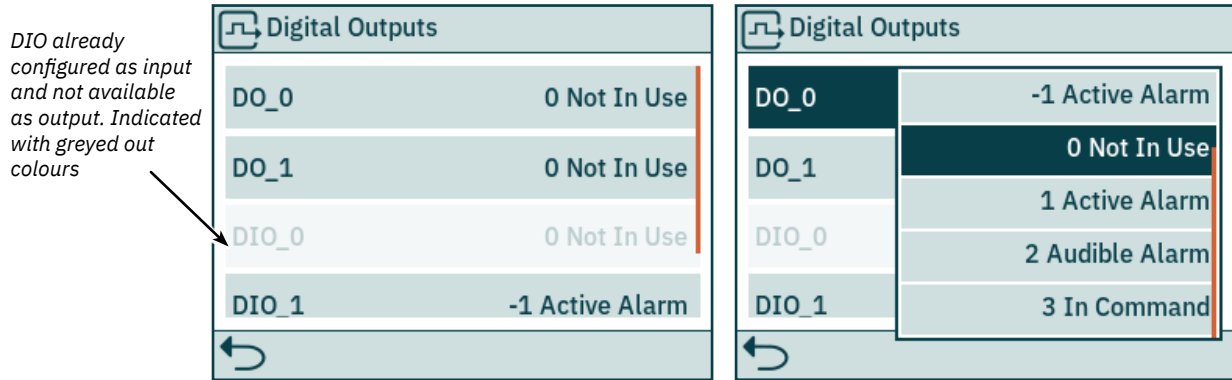 DIO already
configured as input
and not available
as output. Indicated
with greyed out
colours
Digital Outputs
DO_0 0 Not In Use
DO_1 0 Not In Use
DIO_0 0 Not In Use
DIO_1 -1 Active Alarm
Digital Outputs
DO_0
DO_1
DIO_0
DIO_1
-1 Active Alarm
0 Not In Use
1 Active Alarm
2 Audible Alarm
3 In Command